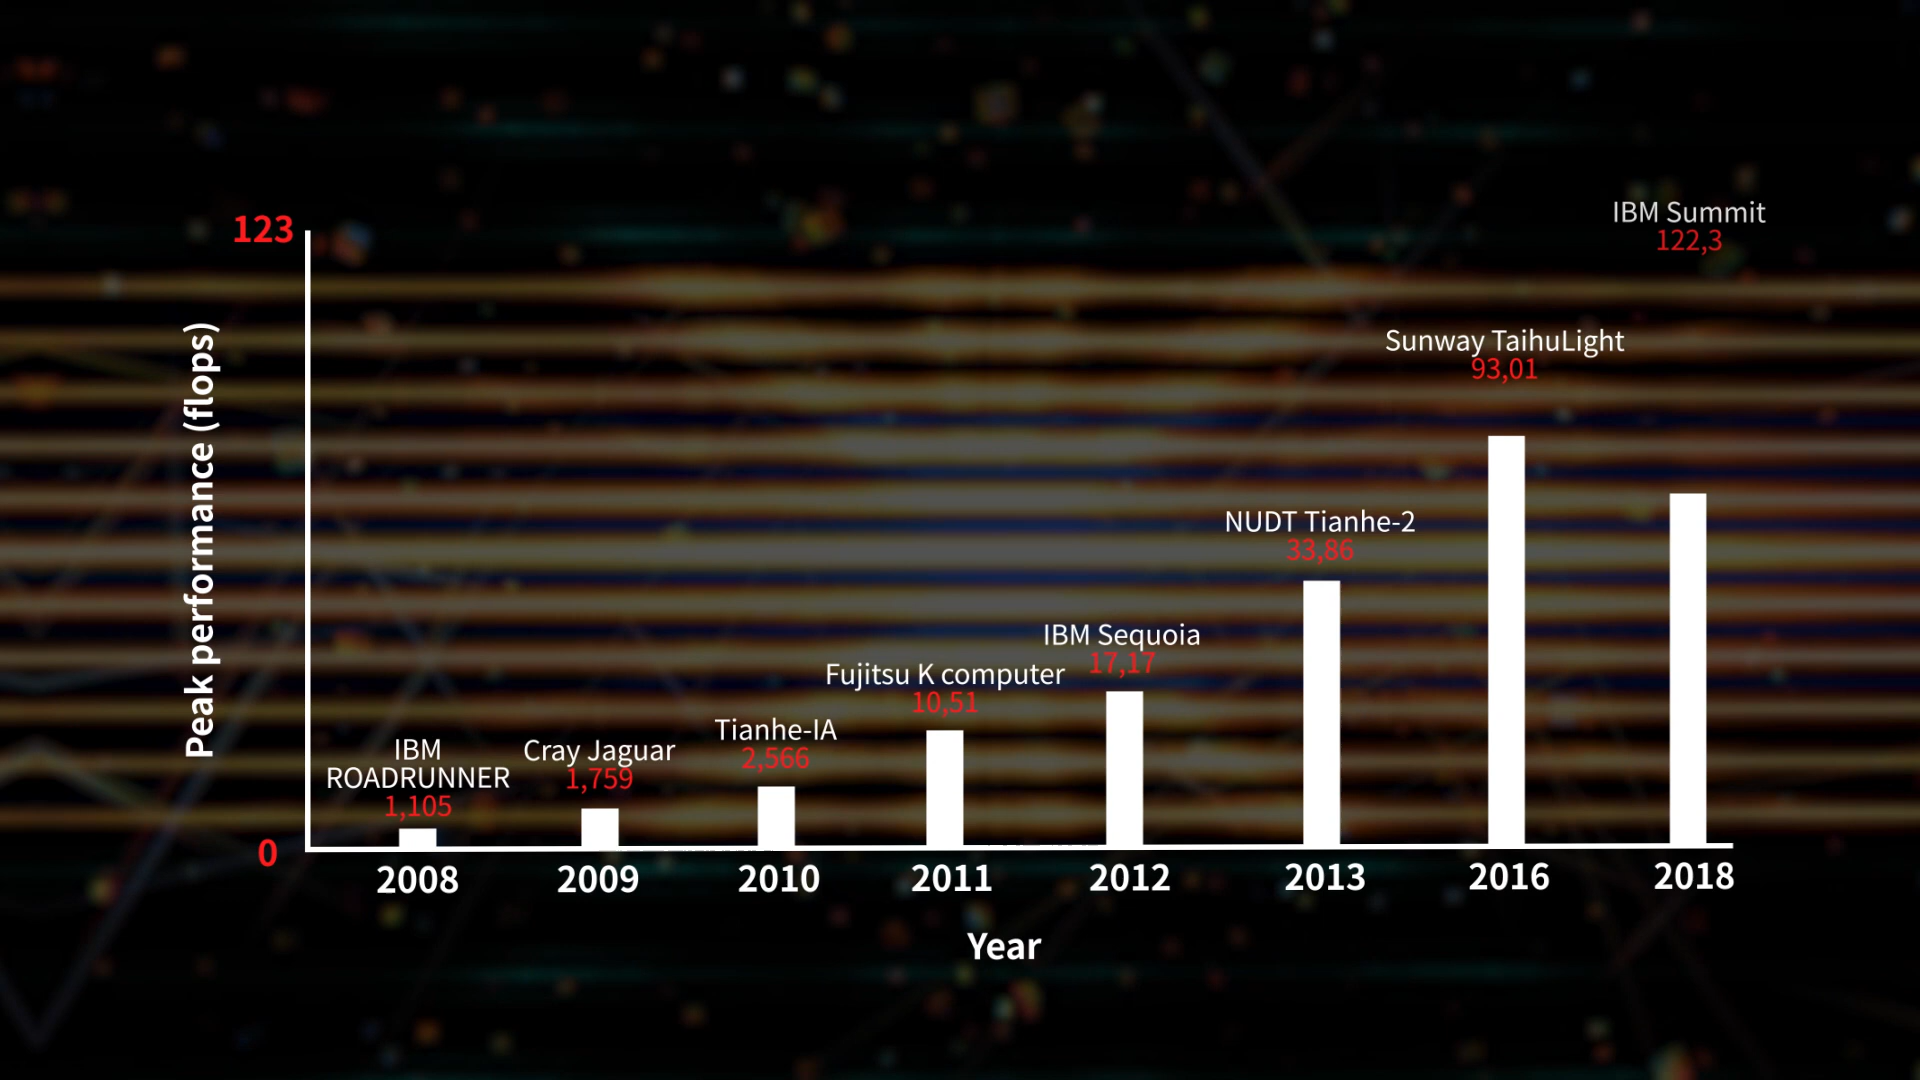 123
Peak performance (flops)
0
IBM
ROADRUNNER
1,105
Cray Jaguar
1,759
Tianhe-IA
2,566
Fujitsu K computer
10,51
IBM Sequoia
17,17
NUDT Tianhe-2
33,86
Sunway TaihuLight
93,01
IBM Summit
122,3
2008
2009
2010
2011
2012
2013
2016
2018
Year